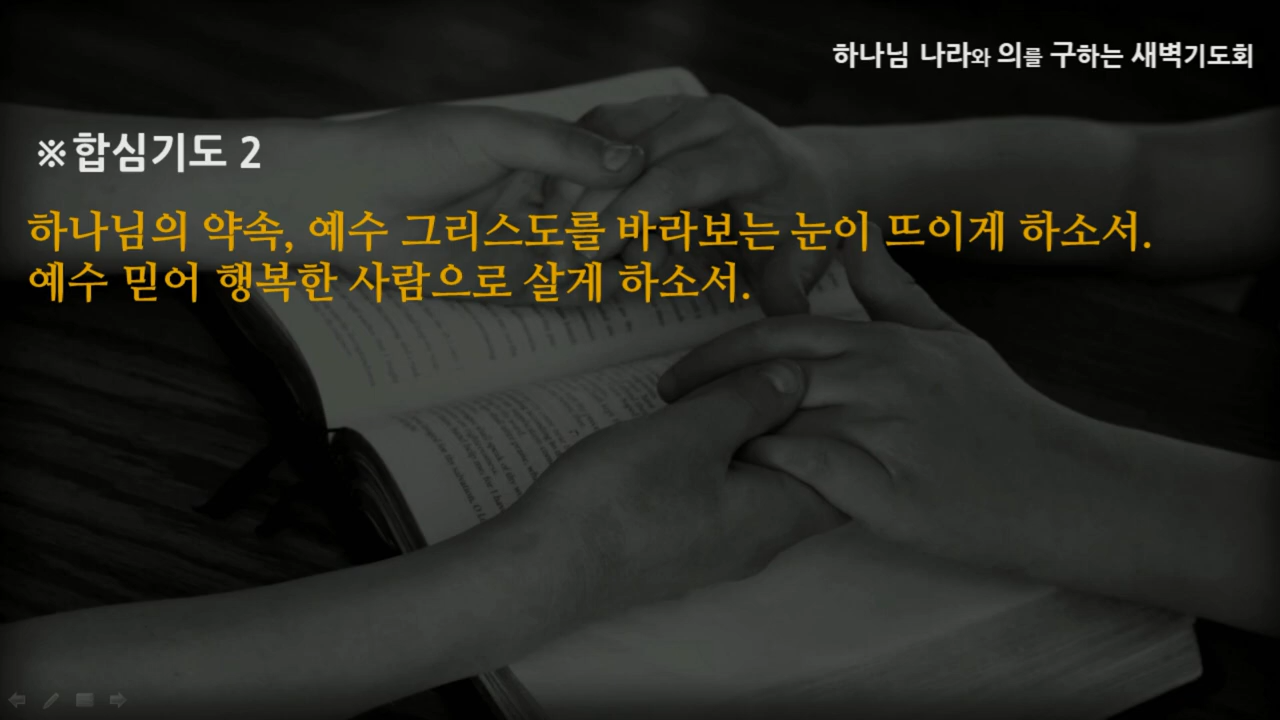 하나님 나라와 의를 구하는 새벽기도회
※합심기도 2
하나님의 약속, 예수 그리스도를 바라보는 눈이 뜨이게 하소서.
예수 믿어 행복한 사람으로 살게 하소서.